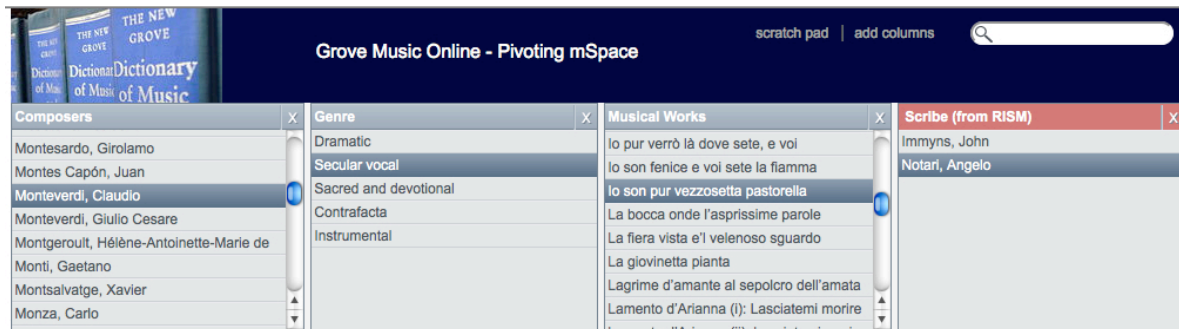 THE NEW
GROVE
Dictionary
of Music
THE NEW
GROVE
Dictionary
of Music
THE NEW
GROVE
Dictionary
of Music
Grove Music Online - Pivoting mSpace
scratch pad | add columns
Composers X
Montesardo, Girolamo
Montes Capón, Juan
Monteverdi, Claudio
Monteverdi, Giulio Cesare
Montgeroult, Hélène-Antoinette-Marie de
Monti, Gaetano
Montsalvatge, Xavier
Monza, Carlo
Genre X
Dramatic
Secular vocal
Sacred and devotional
Contrafacta
Instrumental
Musical Works X
Io pur verrò là dove sete, e voi
Io son fenice e voi sete la fiamma
Io son pur vezzosetta pastorella
La bocca onde l'asprissime parole
La fiera vista e'l velenoso sguardo
La giovinetta pianta
Lagrime d'amante al sepolcro dell'amata
Lamento d'Arianna (i): Lasciatemi morire
Scribe (from RISM) X
Immyns, John
Notari, Angelo